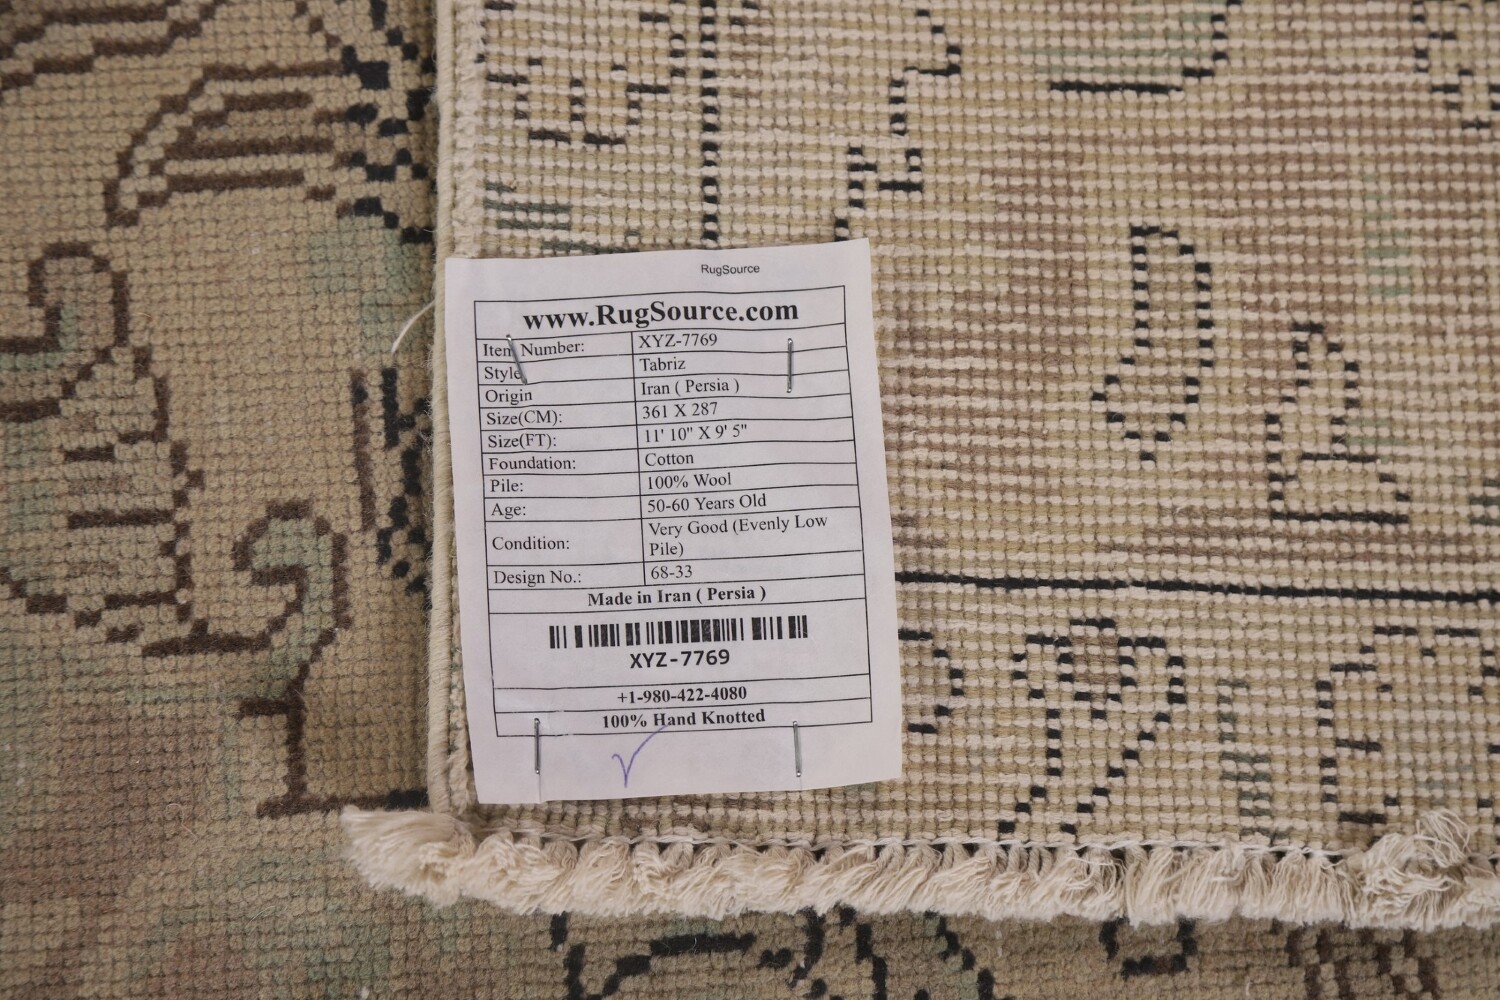 RugSource
www.RugSource.com
Item Number: XYZ-7769
Style Tabriz
Origin Iran ( Persia )
Size(CM): 361 X 287
Size(FT): 11' 10" X 9' 5"
Foundation: Cotton
Pile: 100% Wool
Age: 50-60 Years Old
Condition: Very Good (Evenly Low
Pile)
Design No.: 68-33
Made in Iran ( Persia )
XYZ-7769
+1-980-422-4080
100% Hand Knotted